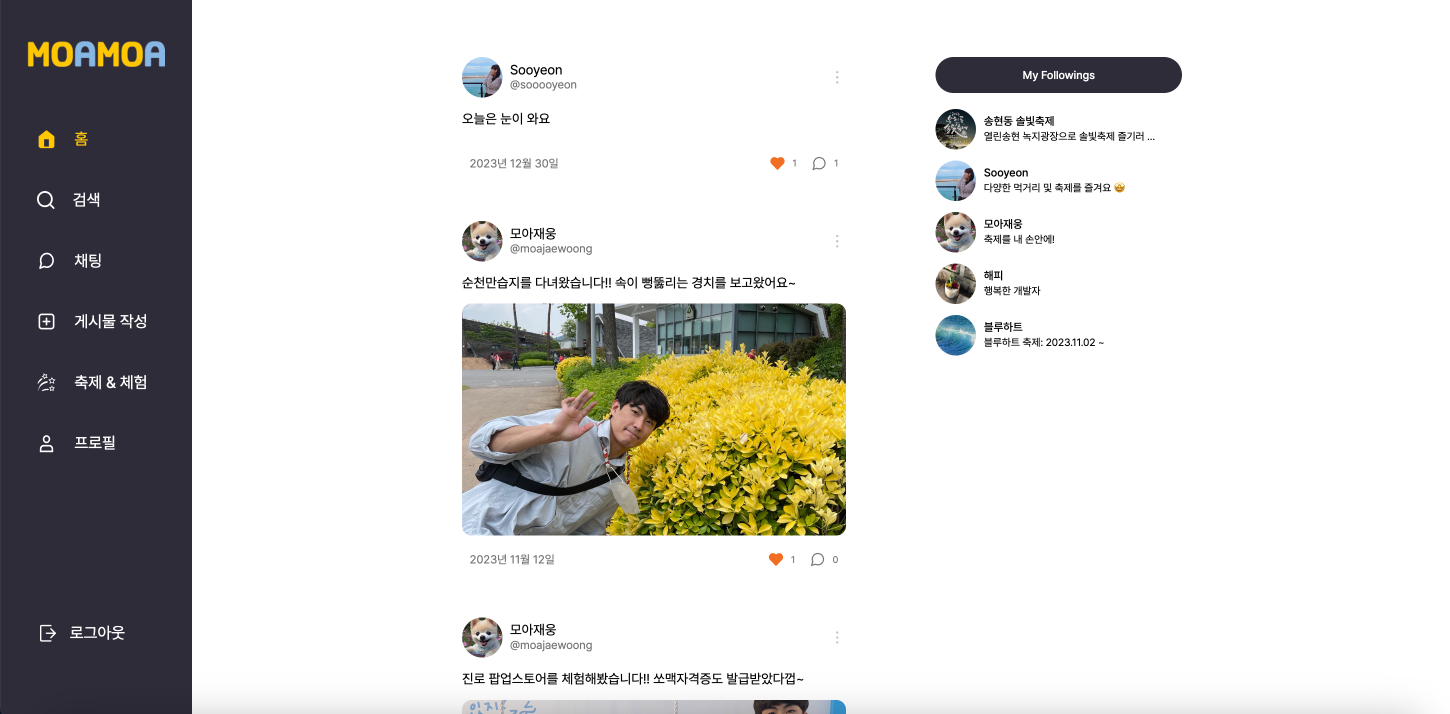 MOAMOA
홈
검색
채팅
게시물 작성
축제 & 체험
프로필
로그아웃
Sooyeon
@sooooyeon
오늘은 눈이 와요
2023년 12월 30일
1
1
모아재웅
@moajaewoong
순천만습지를 다녀왔습니다!! 속이 뻥뚫리는 경치를 보고왔어요~
2023년 11월 12일
1
0
모아재웅
@moajaewoong
진로 팝업스토어를 체험해봤습니다!! 쏘맥자격증도 발급받았다껍~
My Followings
송현동 솔빛축제
열린송현 녹지광장으로 솔빛축제 즐기러 ...
Sooyeon
다양한 먹거리 및 축제를 즐겨요 🤩
모아재웅
축제를 내 손안에!
해피
행복한 개발자
블루하트
블루하트 축제: 2023.11.02 ~